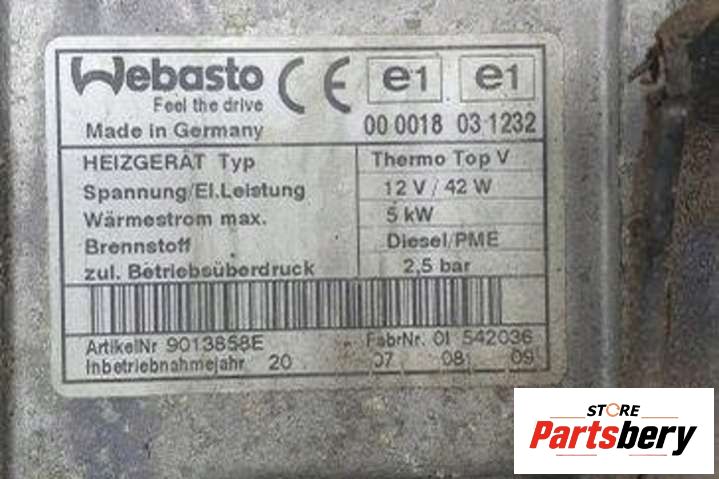 Webasto CE e1 e1
Feel the drive
Made in Germany 00 0018 03 1232
HEIZGERÄT Typ Thermo Top V
Spannung/El.Leistung 12 V / 42 W
Wärmestrom max. 5 kW
Brennstoff Diesel/PME
zul. Betriebsüberdruck 2,5 bar
ArtikelNr 9013858E FabrNr. 01 542036
Inbetriebnahmejahr 20 07 08 09
STORE
Partsbery